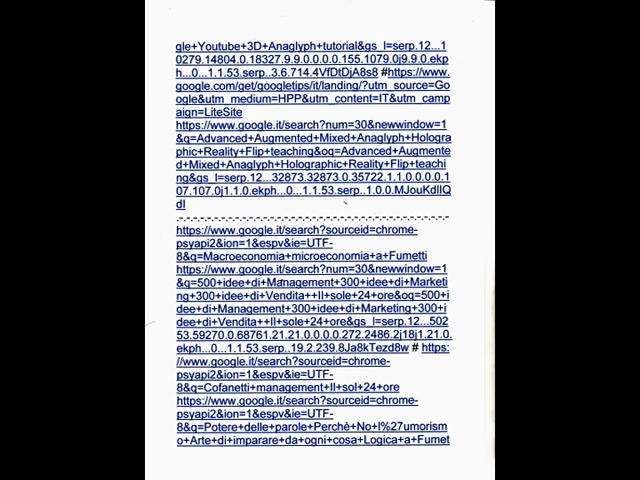 gle+Youtube+3D+Anaglyph+tutorial&gs_l=serp.12...1
0279.14804.0.18327.9.9.0.0.0.0.155.1079.0j9.9.0.ekp
h...0...1.1.53.serp..3.6.714.4VfDtDjA8s8 #https://www.
google.com/get/googletips/it/landing/?utm_source=Go
ogle&utm_medium=HPP&utm_content=IT&utm_camp
aign=LiteSite
https://www.google.it/search?num=30&newwindow=1
&q=Advanced+Augmented+Mixed+Anaglyph+Hologra
phic+Reality+Flip+teaching&oq=Advanced+Augmente
d+Mixed+Anaglyph+Holographic+Reality+Flip+teachi
ng&gs_l=serp.12...32873.32873.0.35722.1.1.0.0.0.0.1
07.107.0j1.1.0.ekph...0...1.1.53.serp..1.0.0.MJouKdIlQ
dI
-.-.-.-.-.-.-.-.-.-.-.-.-.-.-.-.-.-.-.-.-.-.-.-.-.-.-.-.-.-.-.-.-
https://www.google.it/search?sourceid=chrome-
psyapi2&ion=1&espv&ie=UTF-
8&q=Macroeconomia+microeconomia+a+Fumetti
https://www.google.it/search?num=30&newwindow=1
&q=500+idee+di+Management+300+idee+di+Marketi
ng+300+idee+di+Vendita++Il+sole+24+ore&oq=500+i
dee+di+Management+300+idee+di+Marketing+300+i
dee+di+Vendita++Il+sole+24+ore&gs_l=serp.12...502
53.59270.0.68761.21.21.0.0.0.0.272.2486.2j18j1.21.0.
ekph...0...1.1.53.serp..19.2.239.8Ja8kTezd8w # https:
//www.google.it/search?sourceid=chrome-
psyapi2&ion=1&espv&ie=UTF-
8&q=Cofanetti+management+Il+sol+24+ore
https://www.google.it/search?sourceid=chrome-
psyapi2&ion=1&espv&ie=UTF-
8&q=Potere+delle+parole+Perchè+No+l%27umorism
o+Arte+di+imparare+da+ogni+cosa+Logica+a+Fumet